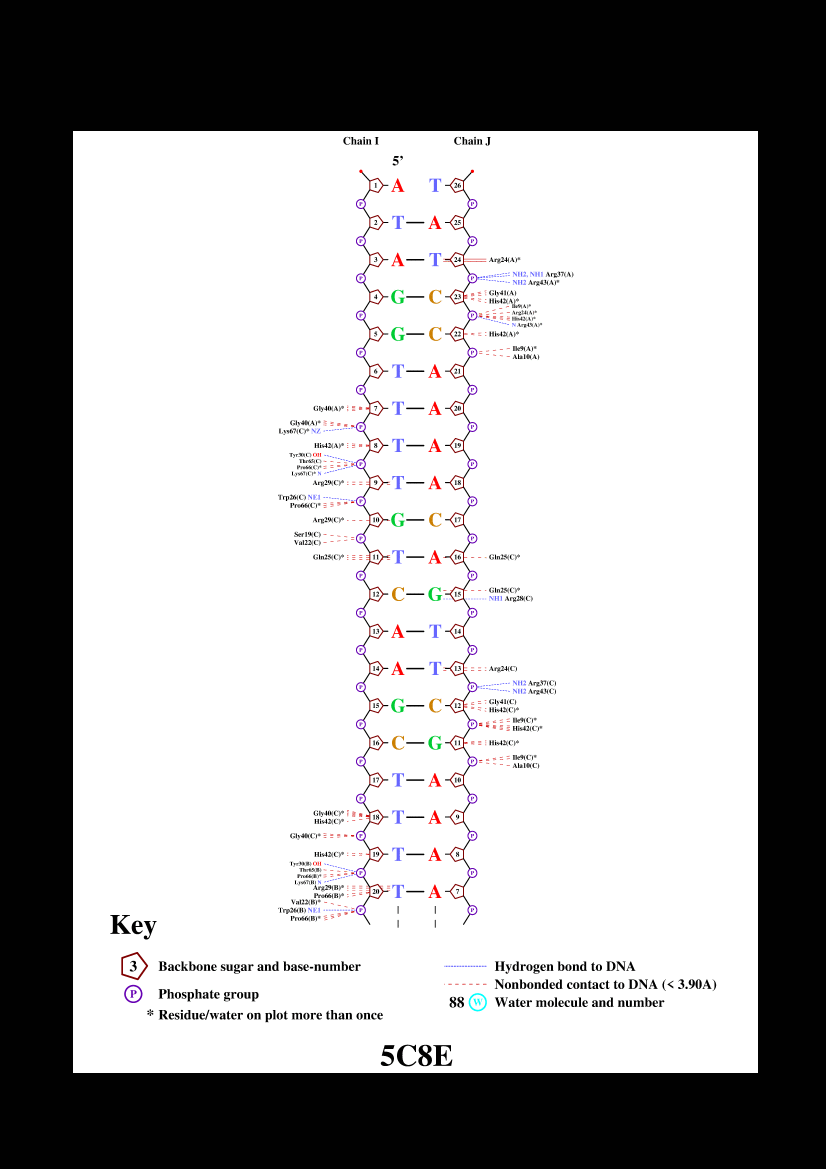 Chain I Chain J
5’
1 A T 26
P P
2 T A 25
P P
3 A T 24 Arg24(A)*
P P NH2, NH1 Arg37(A)
NH2 Arg43(A)*
4 G C 23 Gly41(A)
His42(A)*
P P Ile9(A)*
Arg24(A)*
His42(A)*
N Arg43(A)*
5 G C 22 His42(A)*
P P Ile9(A)*
Ala10(A)
6 T A 21
P P
Gly40(A)* 7 T A 20
Gly40(A)* P P
Lys67(C)* NZ
His42(A)* 8 T A 19
Tyr30(C) OH P P
Thr65(C)
Pro66(C)*
Lys67(C)* N
Arg29(C)* 9 T A 18
Trp26(C) NE1 P P
Pro66(C)*
Arg29(C)* 10 G C 17
Ser19(C) P P
Val22(C)
Gln25(C)* 11 T A 16 Gln25(C)*
P P
12 C G 15 Gln25(C)*
NH1 Arg28(C)
P P
13 A T 14
P P
14 A T 13 Arg24(C)
P P NH2 Arg37(C)
NH2 Arg43(C)
15 G C 12 Gly41(C)
His42(C)*
P P Ile9(C)*
His42(C)*
16 C G 11 His42(C)*
P P Ile9(C)*
Ala10(C)
17 T A 10
P P
Gly40(C)* 18 T A 9
His42(C)*
Gly40(C)* P P
His42(C)* 19 T A 8
Tyr30(B) OH P P
Thr65(B)
Pro66(B)*
Lys67(B) N
Arg29(B)* 20 T A 7
Pro66(B)*
Val22(B)*
Trp26(B) NE1 P P
Pro66(B)*
Key
3 Backbone sugar and base-number
P Phosphate group
* Residue/water on plot more than once
Hydrogen bond to DNA
Nonbonded contact to DNA (< 3.90A)
88 W Water molecule and number
5C8E